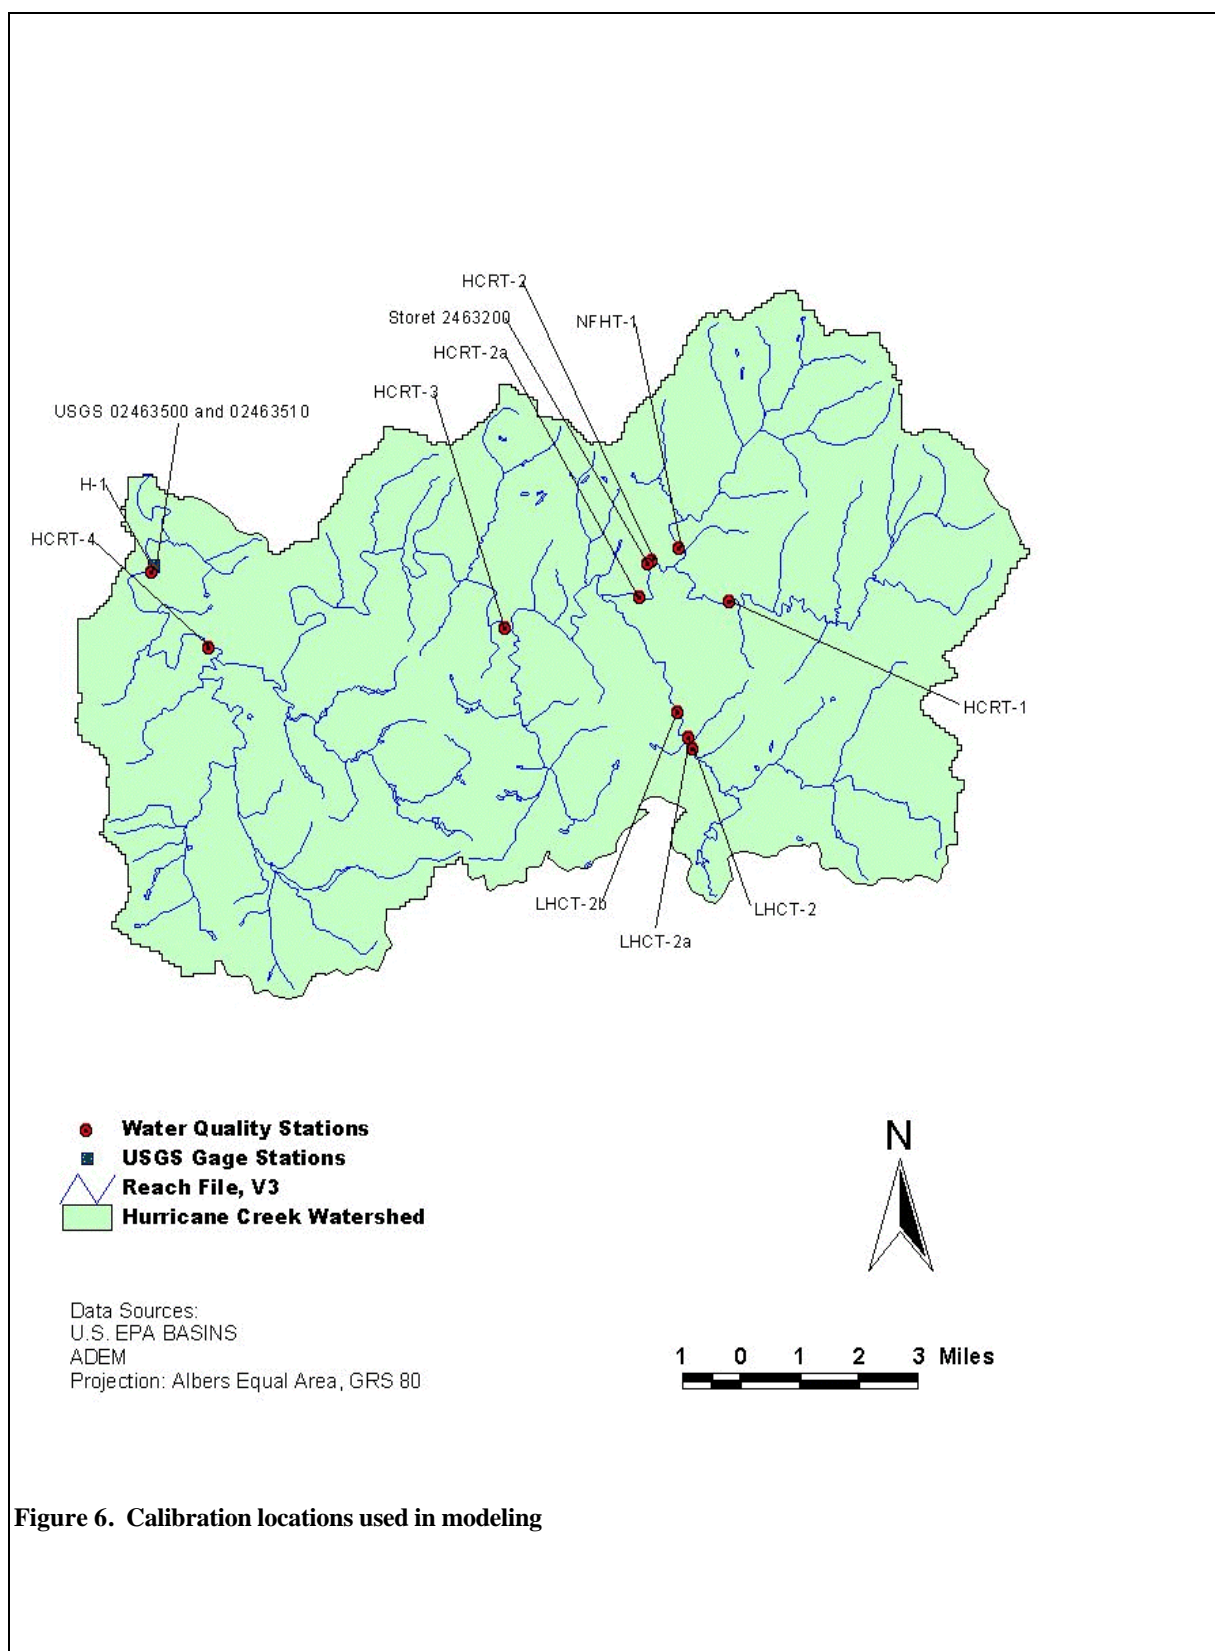 HCRT-2
Storet 2463200
NFHT-1
HCRT-2a
HCRT-3
USGS 02463500 and 02463510
H-1
HCRT-4
HCRT-1
LHCT-2b
LHCT-2
LHCT-2a
Water Quality Stations
USGS Gage Stations
Reach File, V3
Hurricane Creek Watershed
N
Data Sources:
U.S. EPA BASINS
ADEM
Projection: Albers Equal Area, GRS 80
1 0 1 2 3 Miles
Figure 6. Calibration locations used in modeling